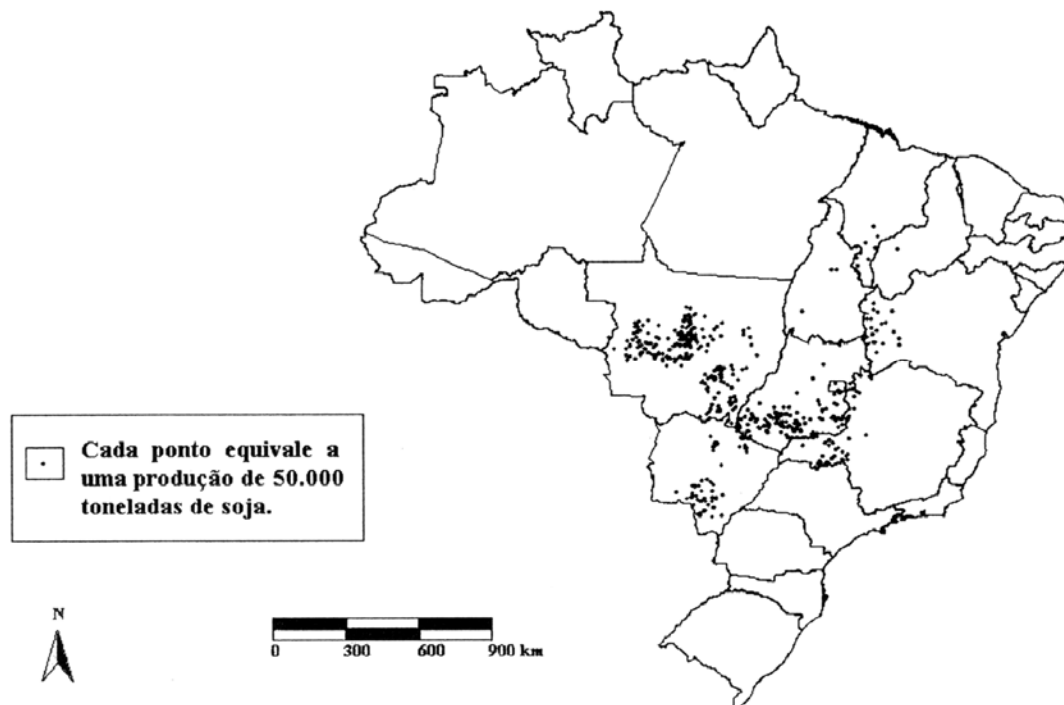 Cada ponto equivale a
uma produção de 50.000
toneladas de soja.
N
0 300 600 900 km